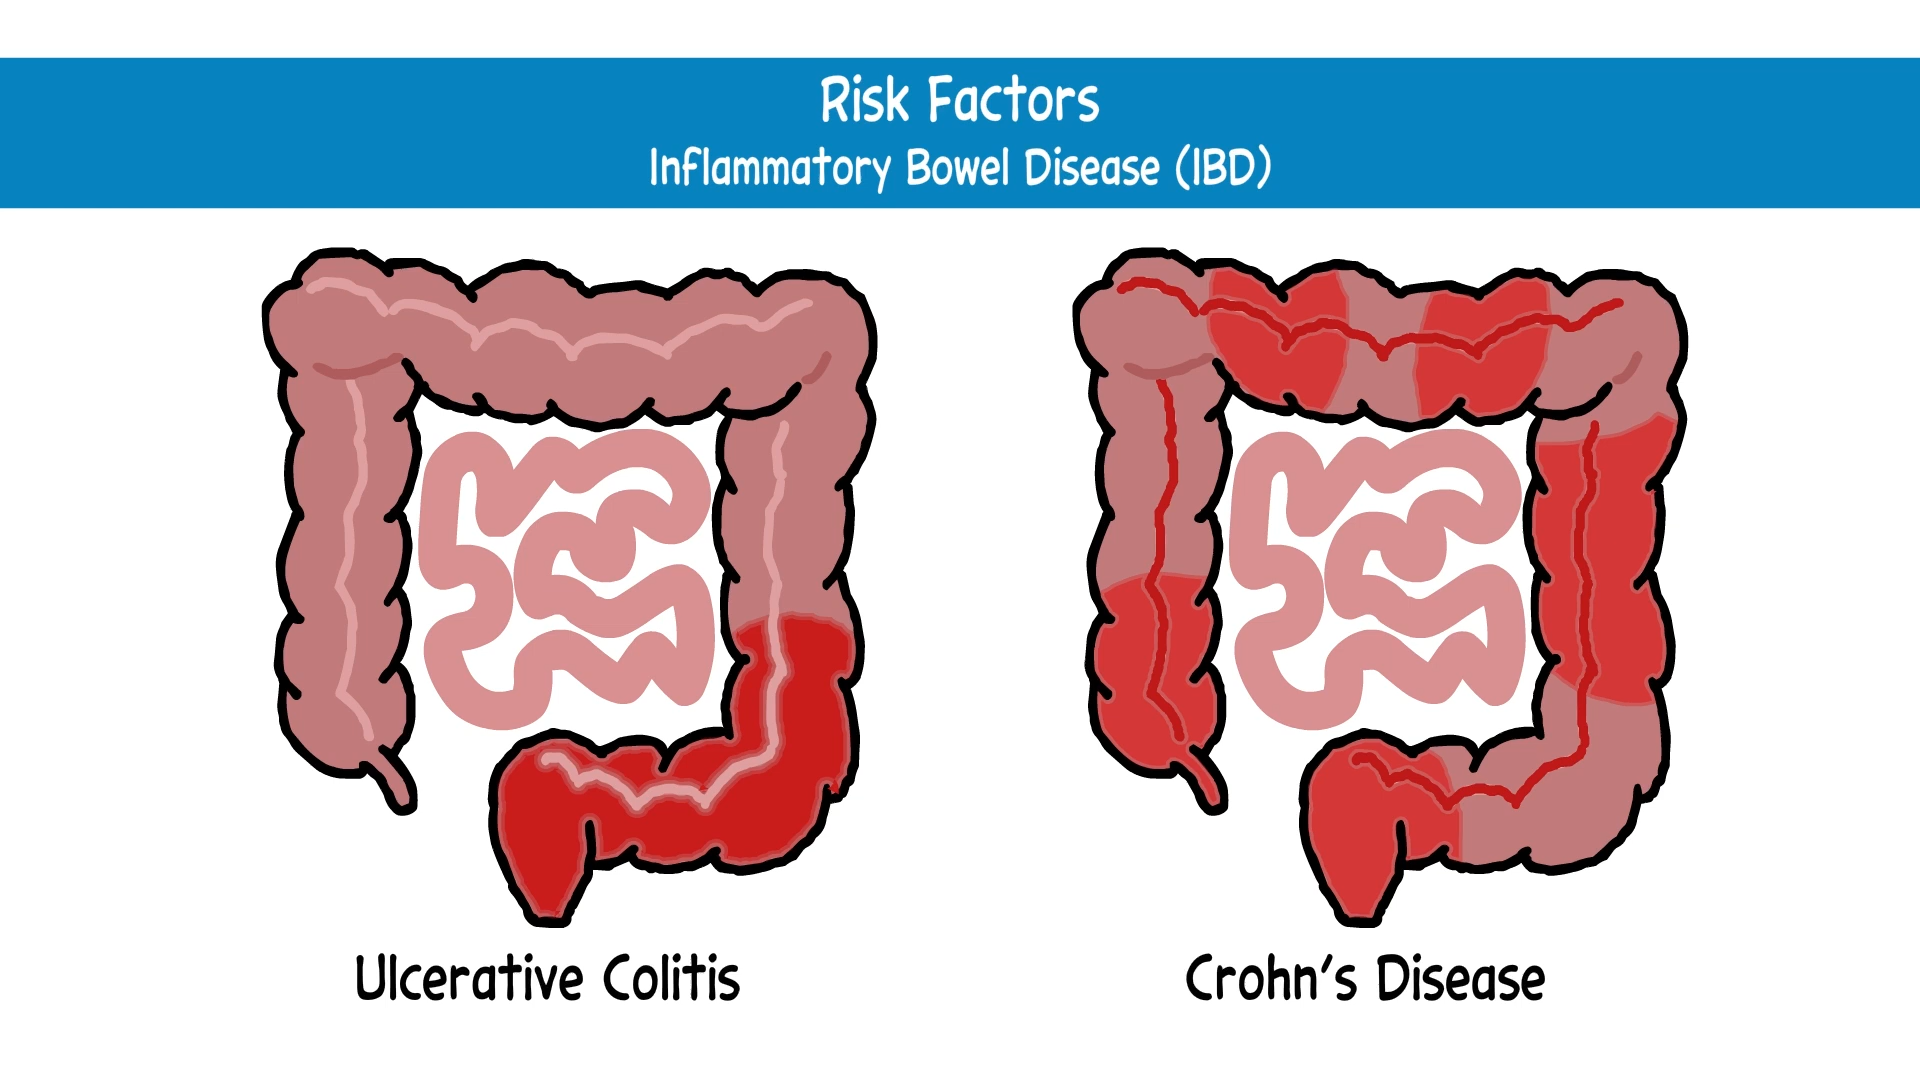 Risk Factors
Inflammatory Bowel Disease (IBD)
Ulcerative Colitis
Crohn's Disease